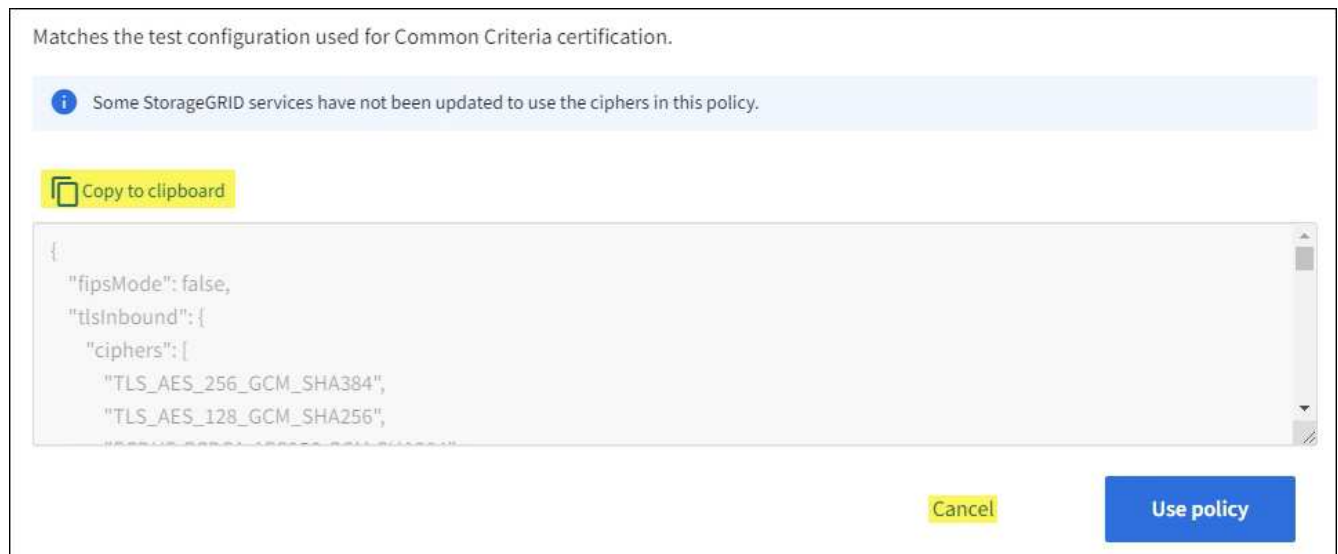 Matches the test configuration used for Common Criteria certification.
Some StorageGRID services have not been updated to use the ciphers in this policy.
Copy to clipboard
{
"fipsMode": false,
"tlsInbound": {
"ciphers": [
"TLS_AES_256_GCM_SHA384",
"TLS_AES_128_GCM_SHA256",
Cancel
Use policy